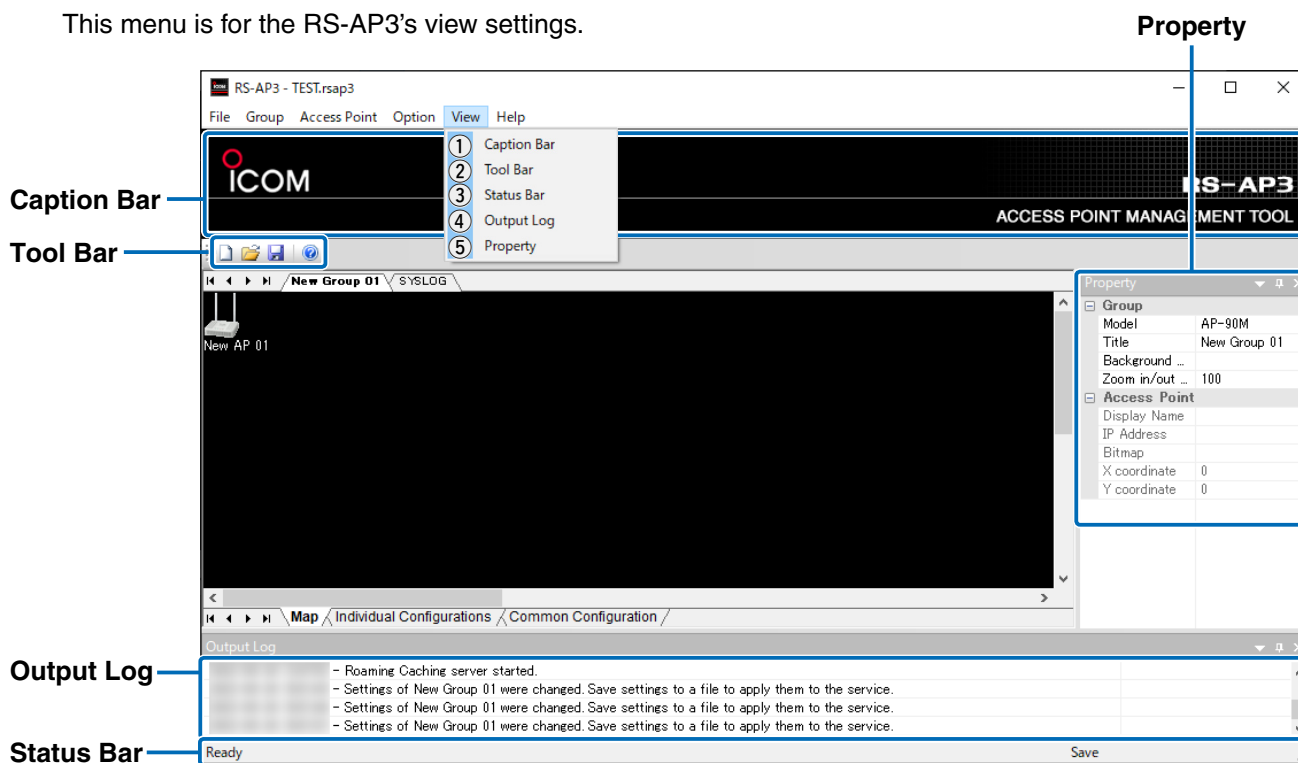 This menu is for the RS-AP3's view settings.
Property
RS-AP3 - TEST.rsap3
File Group Access Point Option View Help
① Caption Bar
② Tool Bar
③ Status Bar
④ Output Log
⑤ Property
ICOM
RS-AP3
ACCESS POINT MANAGEMENT TOOL
Caption Bar
Tool Bar
New Group 01 SYSLOG
New AP 01
Property
Group
Model AP-90M
Title New Group 01
Background ...
Zoom in/out ... 100
Access Point
Display Name
IP Address
Bitmap
X coordinate 0
Y coordinate 0
Map Individual Configurations Common Configuration
Output Log
Output Log
- Roaming Caching server started.
- Settings of New Group 01 were changed. Save settings to a file to apply them to the service.
- Settings of New Group 01 were changed. Save settings to a file to apply them to the service.
- Settings of New Group 01 were changed. Save settings to a file to apply them to the service.
Status Bar
Ready Save